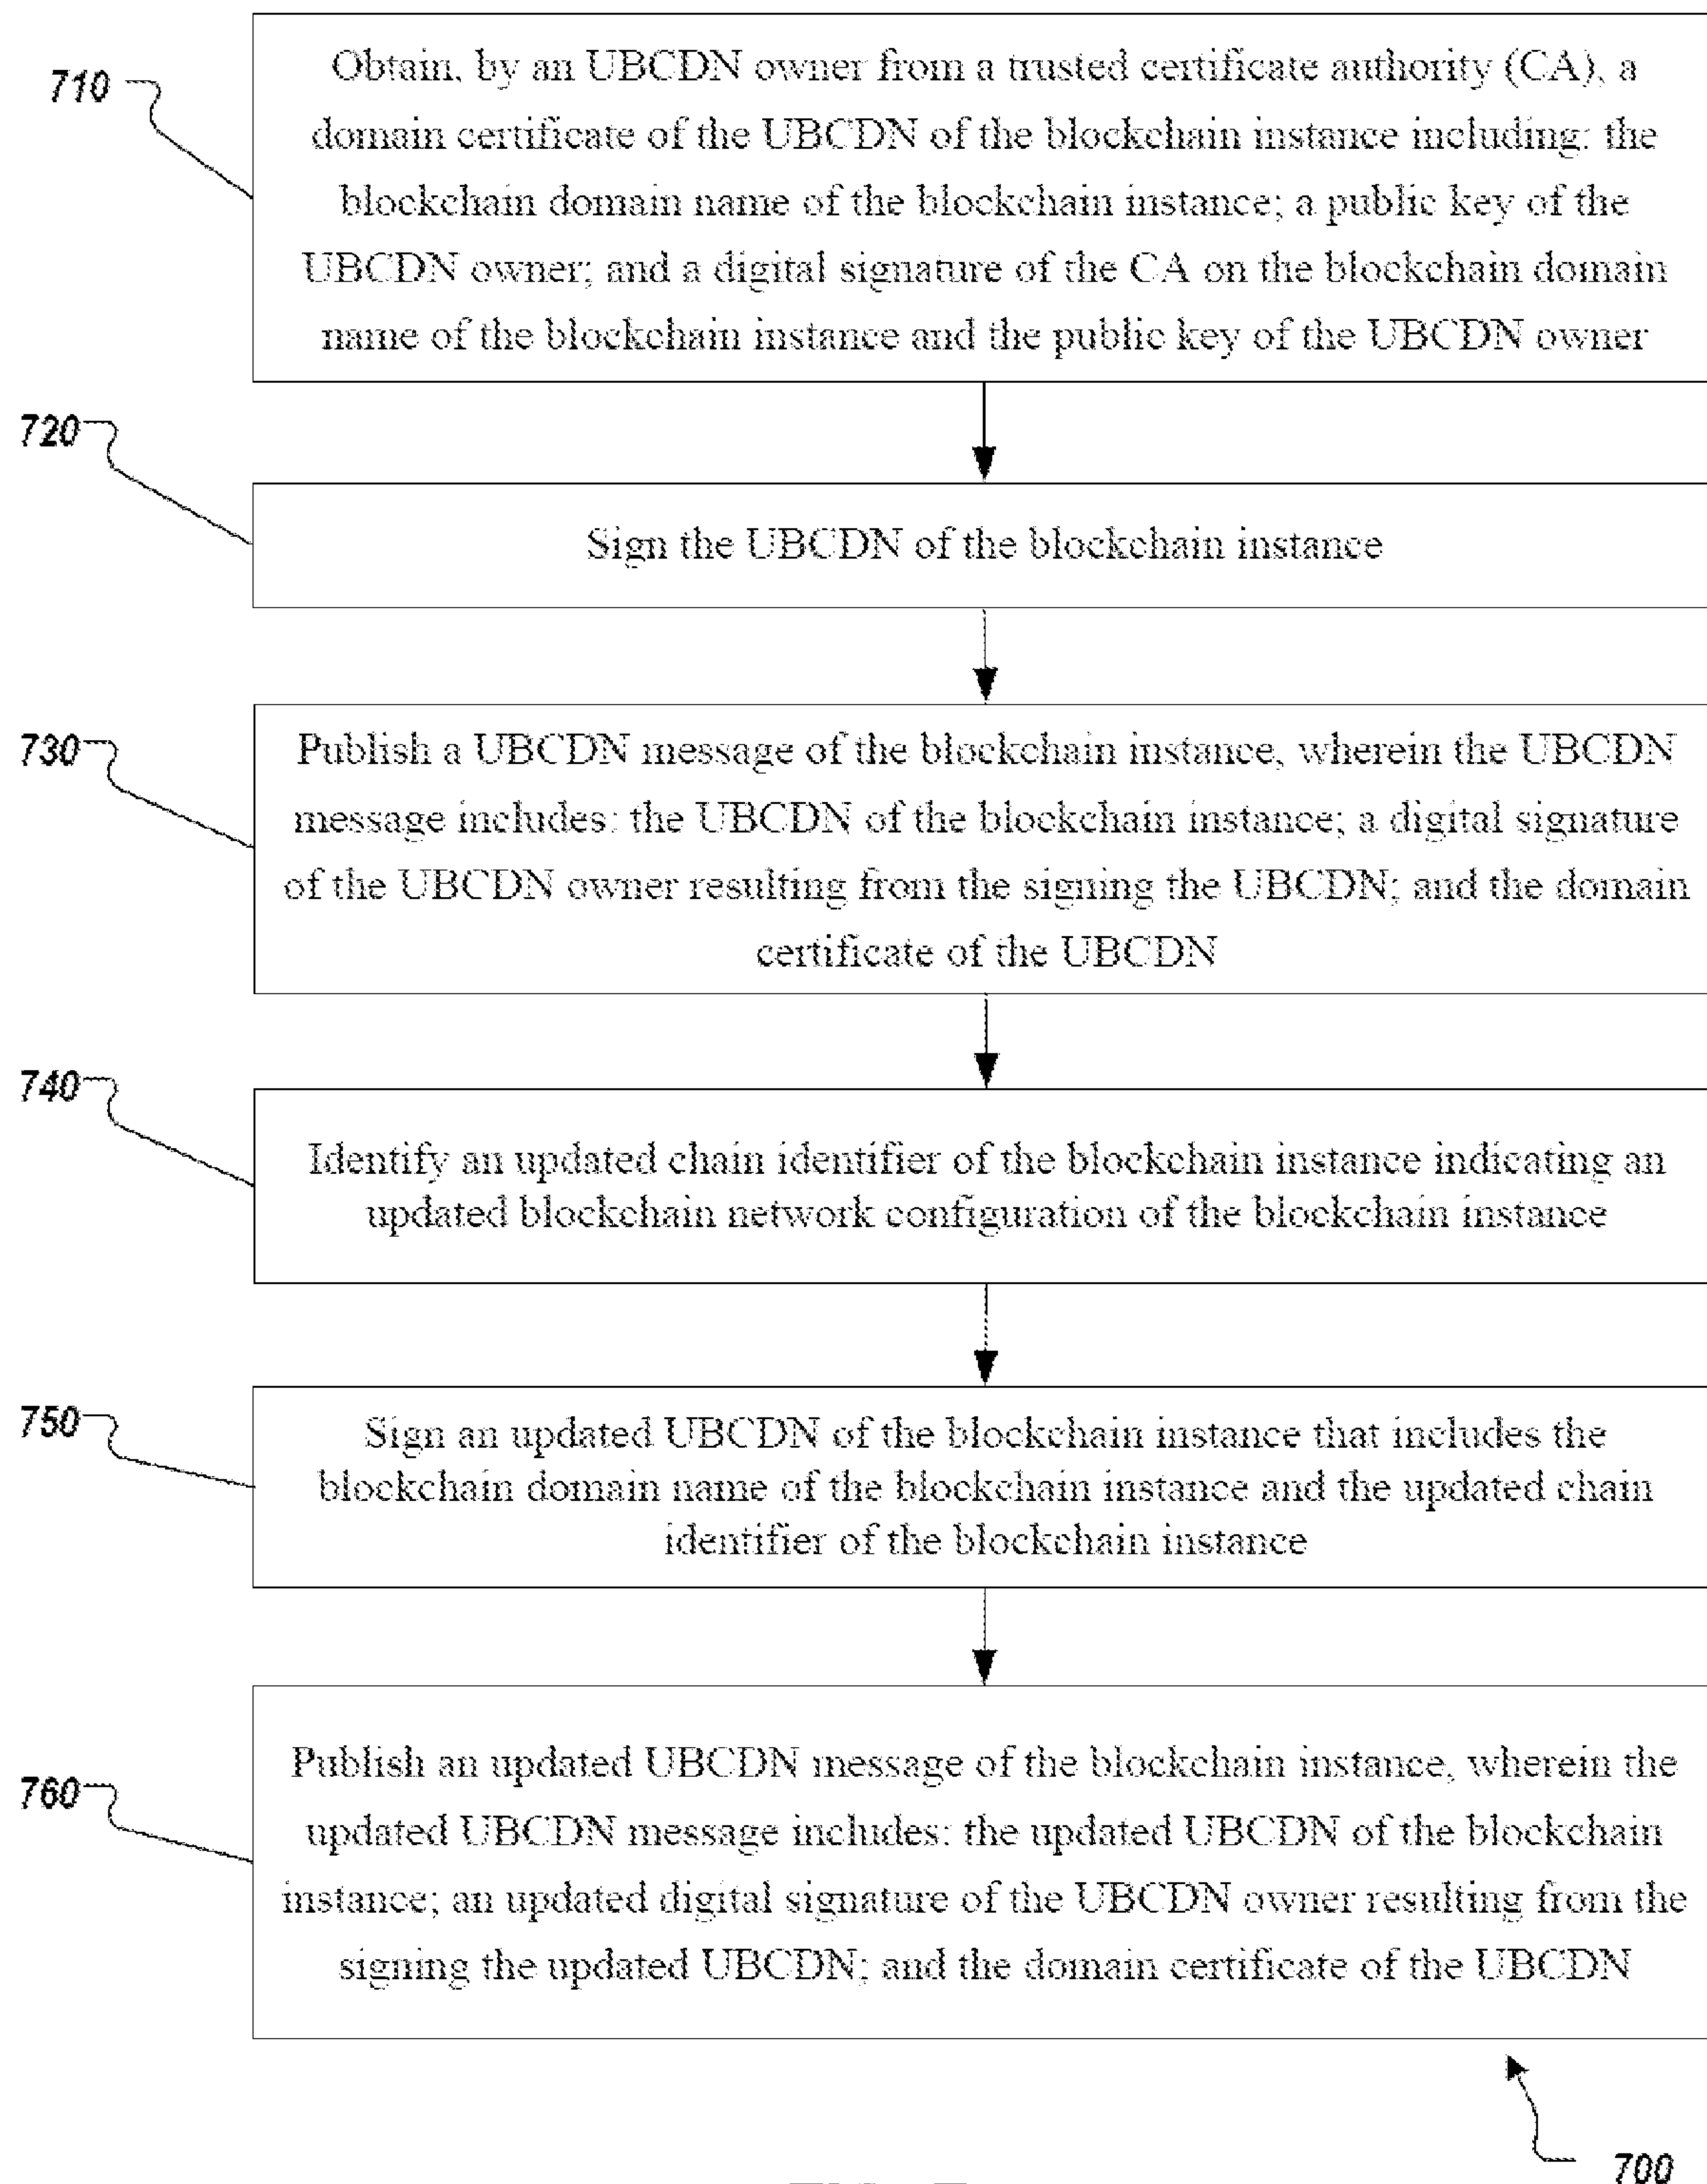 710
Obtain, by an UBCDN owner from a trusted certificate authority (CA), a
domain certificate of the UBCDN of the blockchain instance including: the
blockchain domain name of the blockchain instance; a public key of the
UBCDN owner; and a digital signature of the CA on the blockchain domain
name of the blockchain instance and the public key of the UBCDN owner
720
Sign the UBCDN of the blockchain instance
730
Publish a UBCDN message of the blockchain instance, wherein the UBCDN
message includes: the UBCDN of the blockchain instance; a digital signature
of the UBCDN owner resulting from the signing the UBCDN; and the domain
certificate of the UBCDN
740
Identify an updated chain identifier of the blockchain instance indicating an
updated blockchain network configuration of the blockchain instance
750
Sign an updated UBCDN of the blockchain instance that includes the
blockchain domain name of the blockchain instance and the updated chain
identifier of the blockchain instance
760
Publish an updated UBCDN message of the blockchain instance, wherein the
updated UBCDN message includes: the updated UBCDN of the blockchain
instance; an updated digital signature of the UBCDN owner resulting from the
signing the updated UBCDN; and the domain certificate of the UBCDN
700